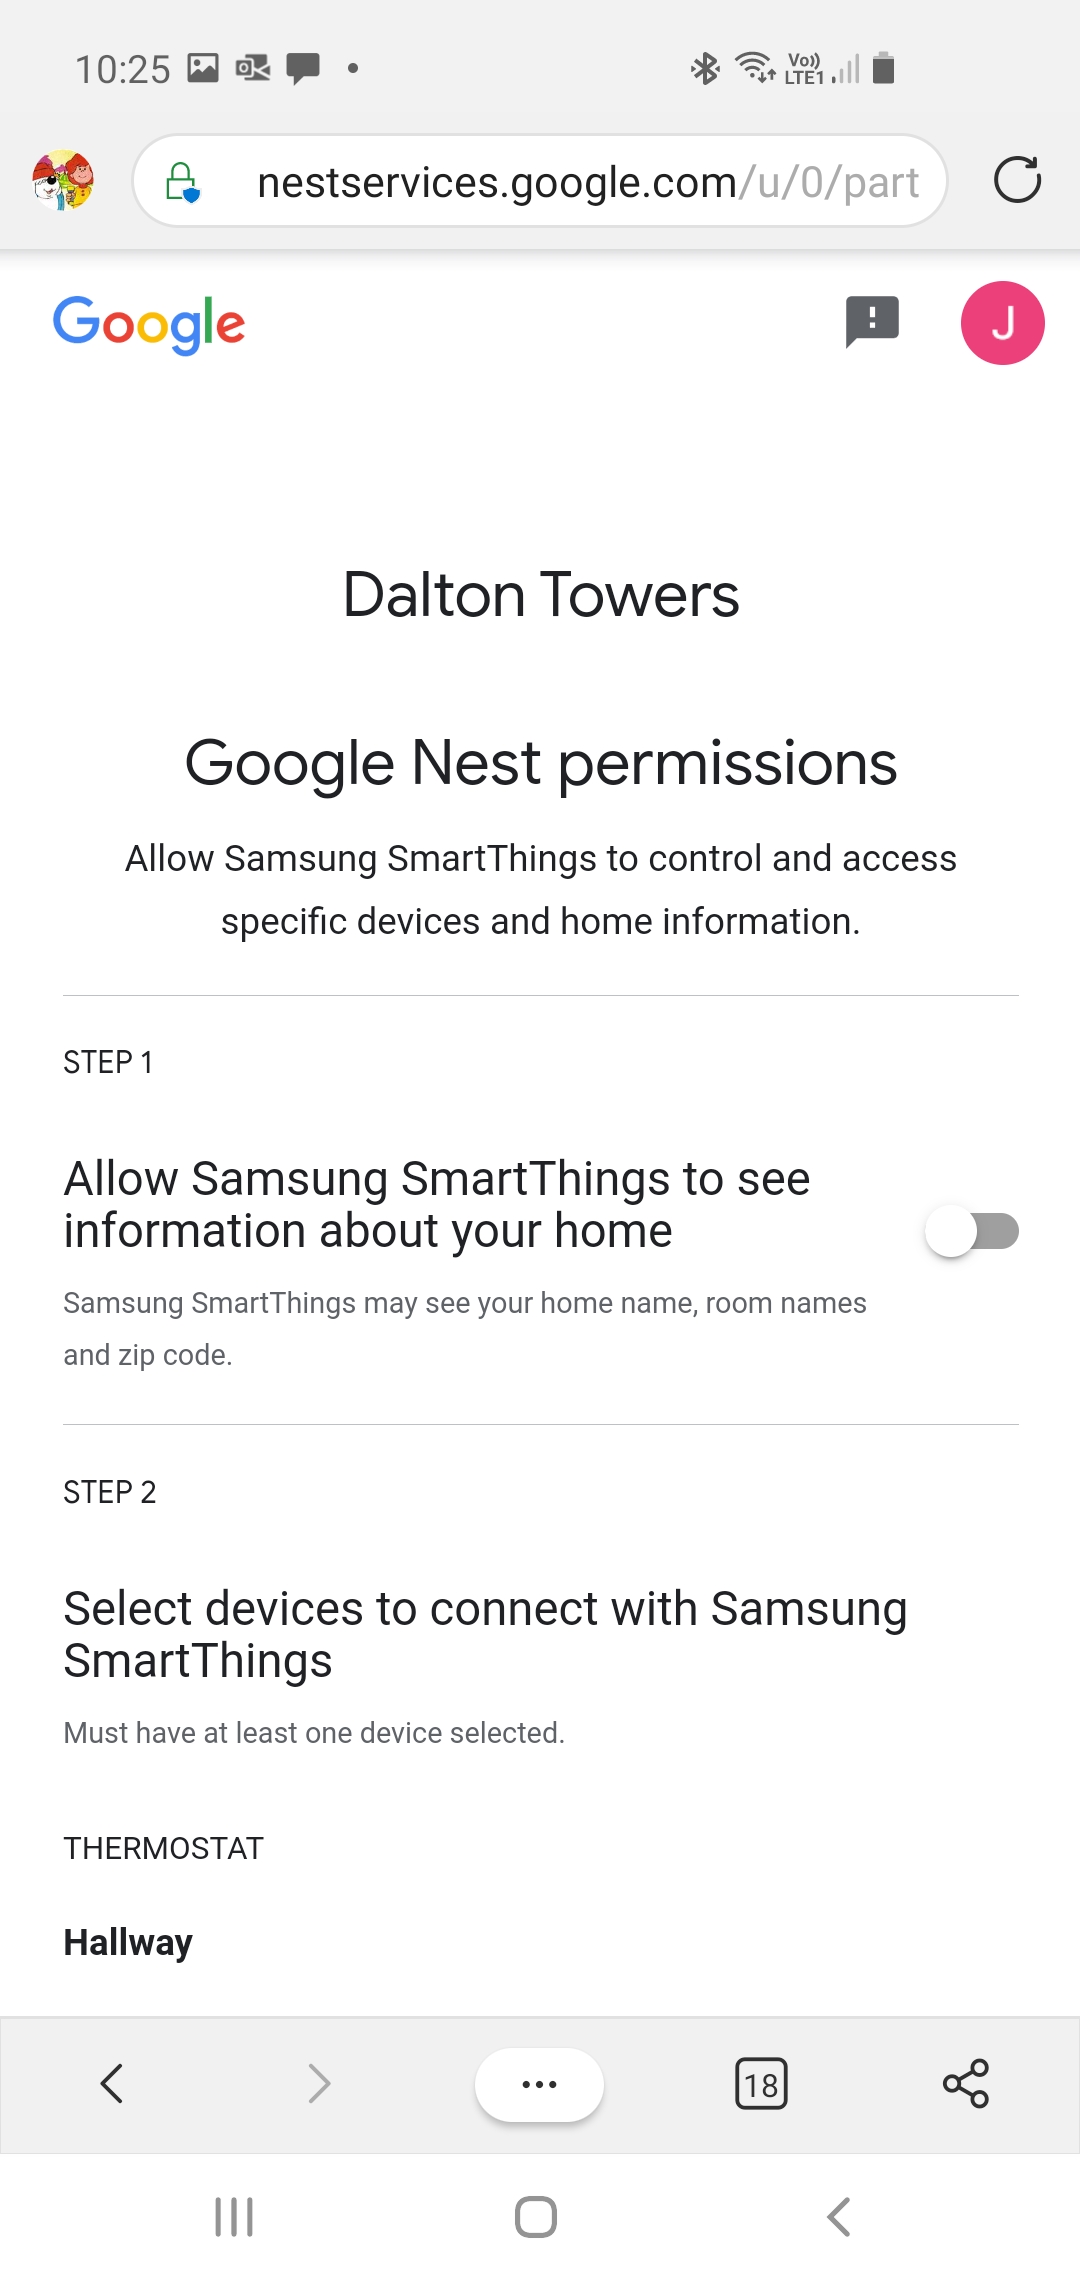 10:25
Vo))
LTE1
nestservices.google.com/u/0/part
Google
J
Dalton Towers
Google Nest permissions
Allow Samsung SmartThings to control and access
specific devices and home information.
STEP 1
Allow Samsung SmartThings to see
information about your home
Samsung SmartThings may see your home name, room names
and zip code.
STEP 2
Select devices to connect with Samsung
SmartThings
Must have at least one device selected.
THERMOSTAT
Hallway
18